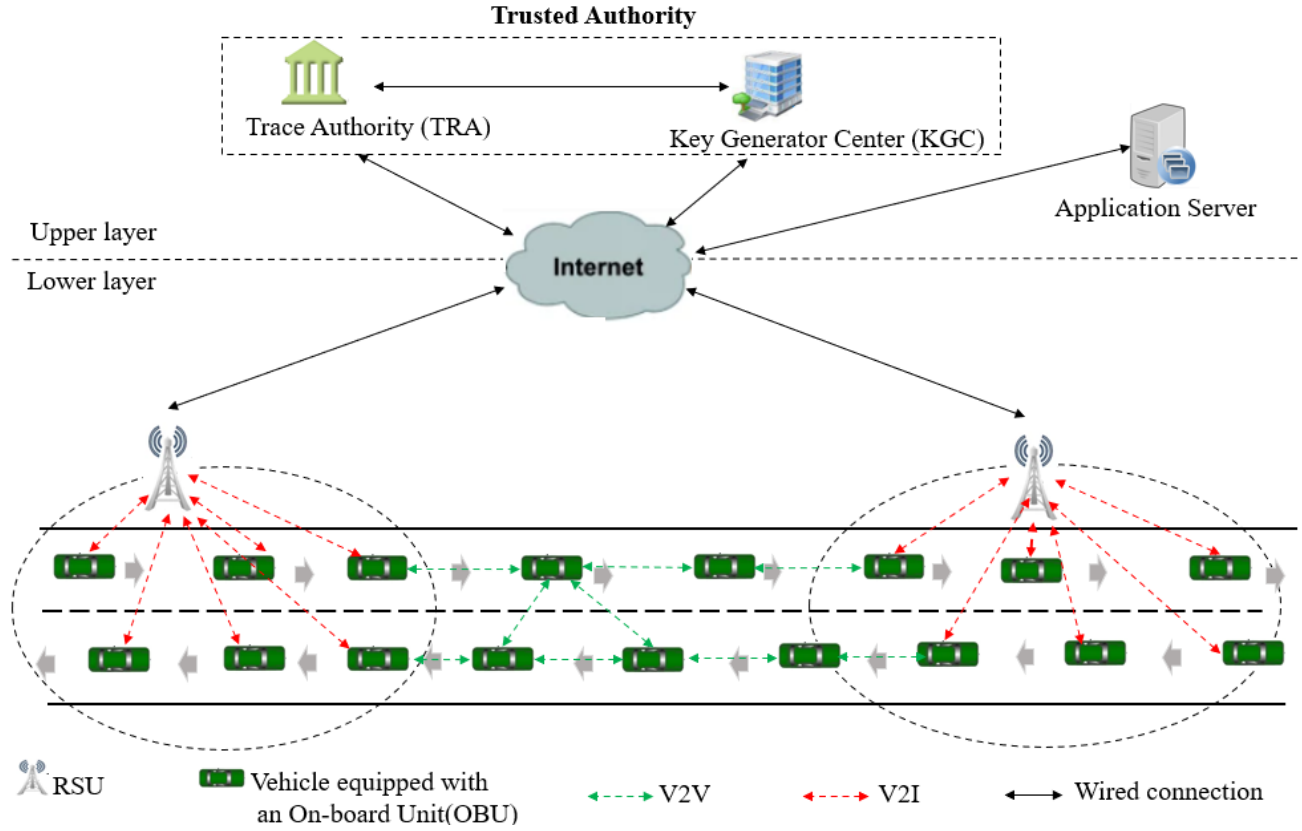 Trusted Authority
Trace Authority (TRA)
Key Generator Center (KGC)
Application Server
Upper layer
Internet
Lower layer
RSU
Vehicle equipped with
an On-board Unit(OBU)
V2V
V2I
Wired connection